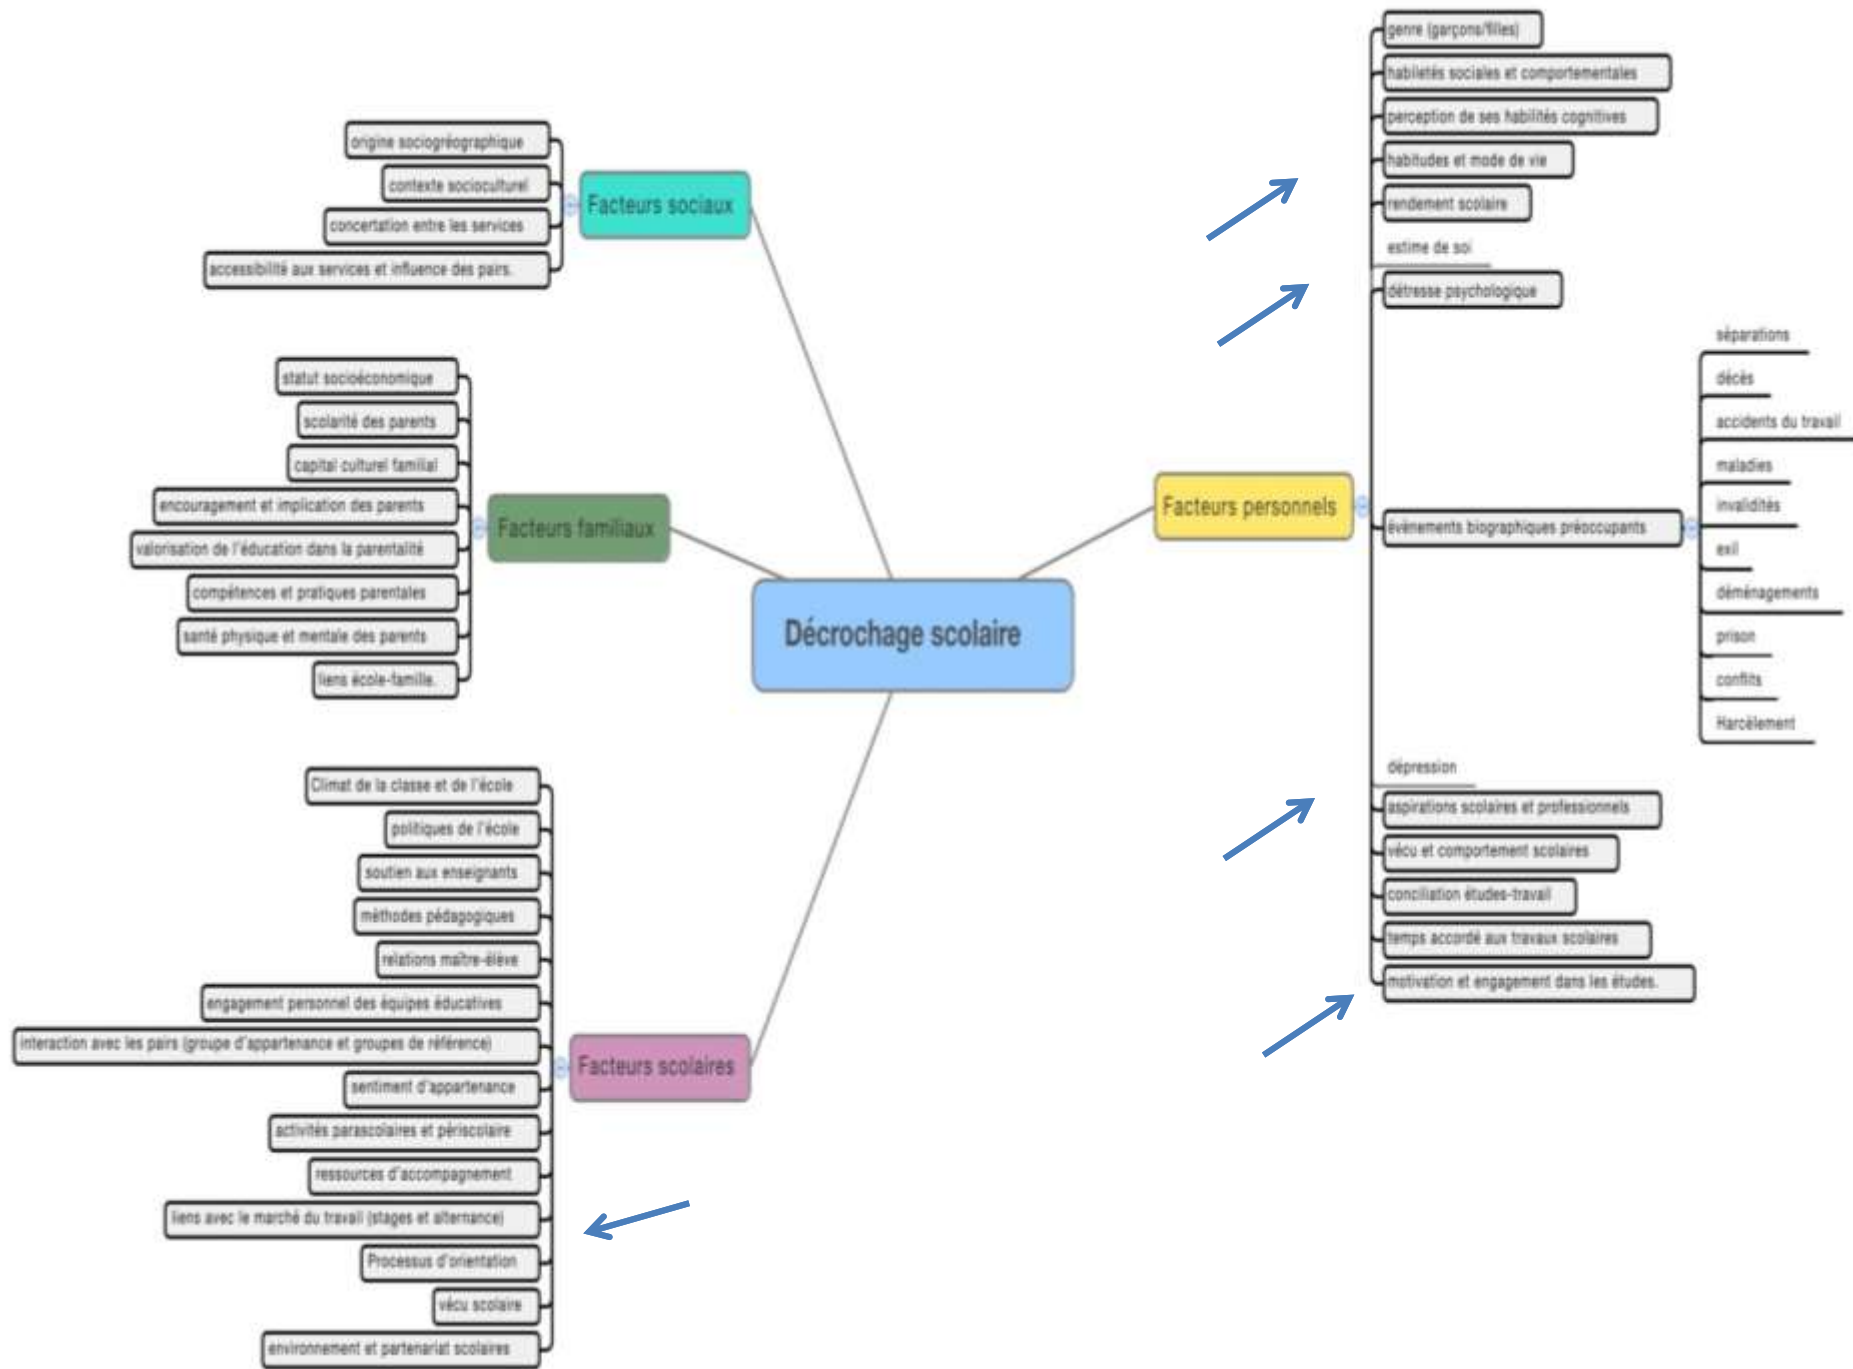 Décrochage scolaire
Facteurs sociaux
origine sociogréographique
contexte socioculturel
concertation entre les services
accessibilité aux services et influence des pairs.
Facteurs familiaux
statut socioéconomique
scolarité des parents
capital culturel familial
encouragement et implication des parents
valorisation de l'éducation dans la parentalité
compétences et pratiques parentales
santé physique et mentale des parents
liens école-famille.
Facteurs scolaires
Climat de la classe et de l'école
politiques de l'école
soutien aux enseignants
méthodes pédagogiques
relations maître-élève
engagement personnel des équipes éducatives
interaction avec les pairs (groupe d'appartenance et groupes de référence)
sentiment d'appartenance
activités parascolaires et périscolaire
ressources d'accompagnement
liens avec le marché du travail (stages et alternance)
Processus d'orientation
vécu scolaire
environnement et partenariat scolaires
Facteurs personnels
genre (garçons/filles)
habiletés sociales et comportementales
perception de ses habilités cognitives
habitudes et mode de vie
rendement scolaire
estime de soi
détresse psychologique
évènements biographiques préoccupants
séparations
décès
accidents du travail
maladies
invalidités
exil
déménagements
prison
conflits
Harcèlement
dépression
aspirations scolaires et professionnels
vécu et comportement scolaires
conciliation études-travail
temps accordé aux travaux scolaires
motivation et engagement dans les études.